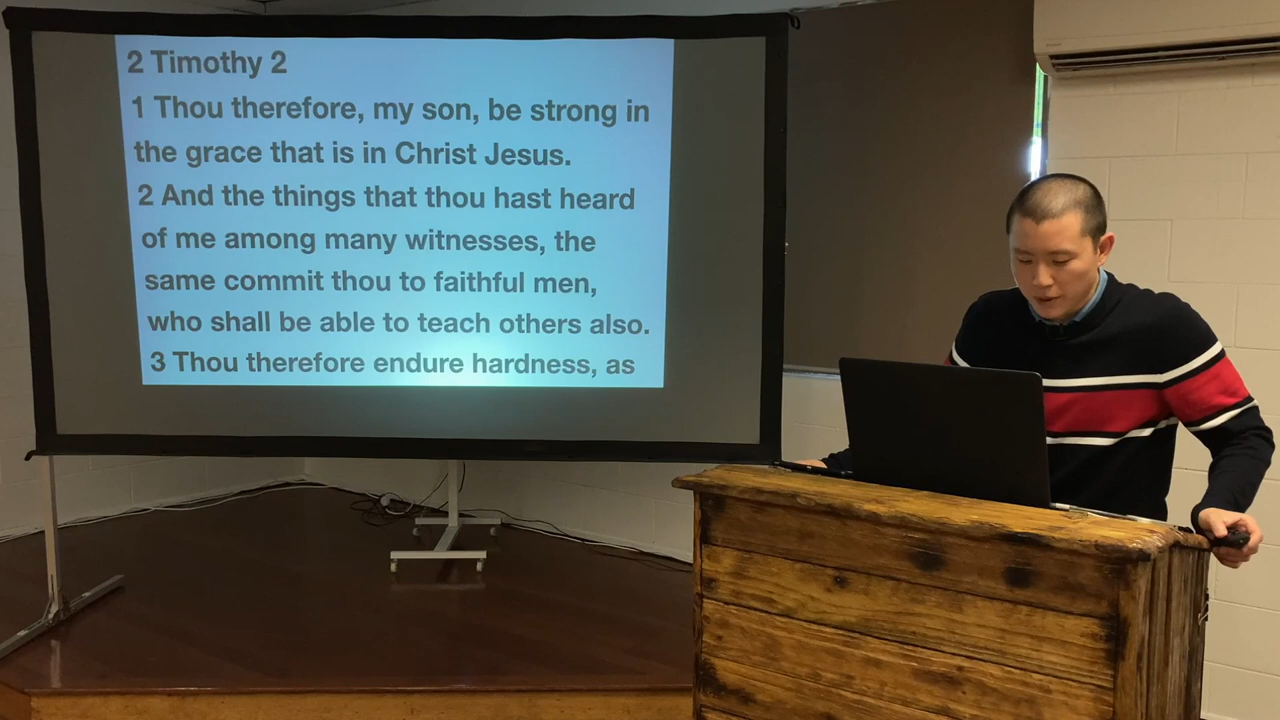 2 Timothy 2
1 Thou therefore, my son, be strong in
the grace that is in Christ Jesus.
2 And the things that thou hast heard
of me among many witnesses, the
same commit thou to faithful men,
who shall be able to teach others also.
3 Thou therefore endure hardness, as